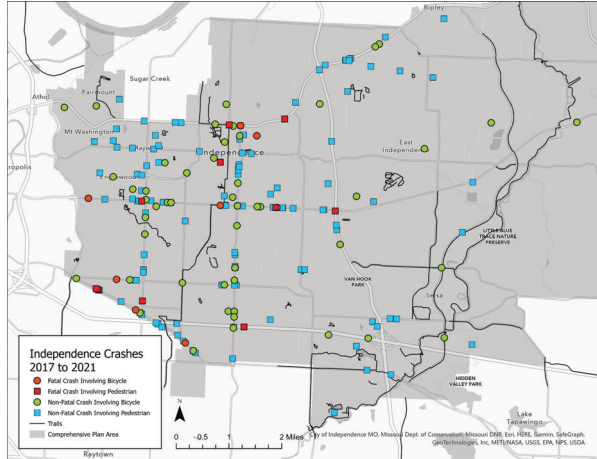 Ripley
Sugar Creek
Athol
Fairmount
Mt Washington
Independence
East
Independence
Englewood
ropolis
LITTLE BLUE
TRACE NATURE
PRESERVE
VAN HOOK
PARK
Selsa
HIDDEN
VALLEY PARK
Lake
Tapawingo
Raytown
Independence Crashes
2017 to 2021
Fatal Crash Involving Bicycle
Fatal Crash Involving Pedestrian
Non-Fatal Crash Involving Bicycle
Non-Fatal Crash Involving Pedestrian
Trails
Comprehensive Plan Area
N
0 0.5 1 2 Miles
City of Independence MO, Missouri Dept. of Conservation, Missouri DNR, Esri, HERE, Garmin, SafeGraph,
GeoTechnologies, Inc, METI/NASA, USGS, EPA, NPS, USDA